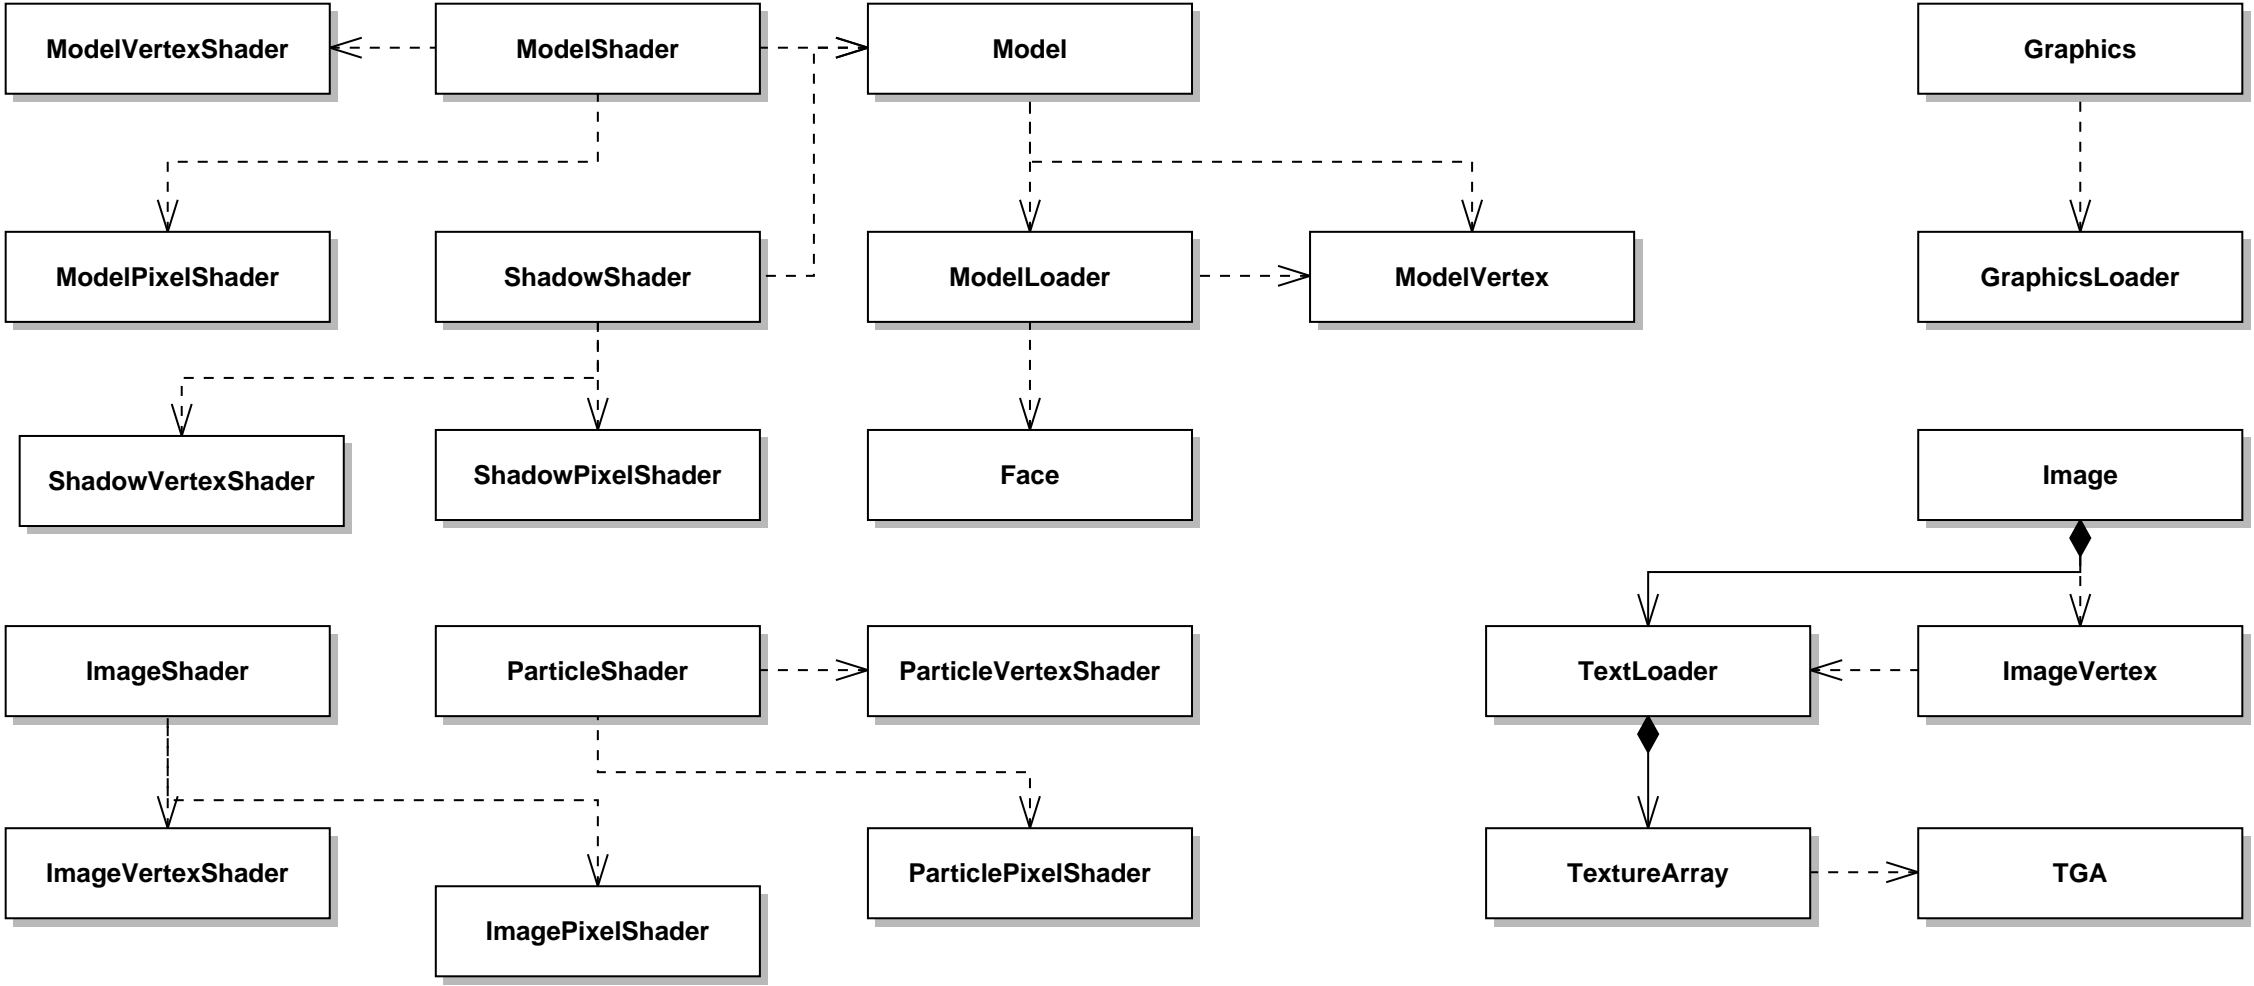 ModelVertexShader
ModelShader
Model
Graphics
ModelPixelShader
ShadowShader
ModelLoader
ModelVertex
GraphicsLoader
ShadowVertexShader
ShadowPixelShader
Face
Image
ImageShader
ParticleShader
ParticleVertexShader
TextLoader
ImageVertex
ImageVertexShader
ImagePixelShader
ParticlePixelShader
TextureArray
TGA